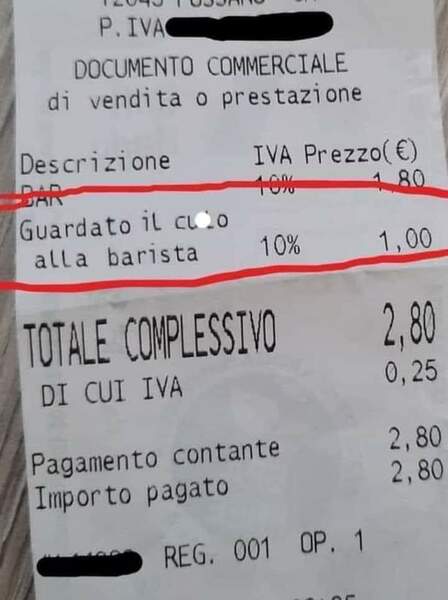 P.IVA
DOCUMENTO COMMERCIALE
di vendita o prestazione
Descrizione IVA Prezzo(€)
BAR 10% 1,80
Guardato il culo
alla barista 10% 1,00
TOTALE COMPLESSIVO 2,80
DI CUI IVA 0,25
Pagamento contante 2,80
Importo pagato 2,80
REG. 001 OP. 1